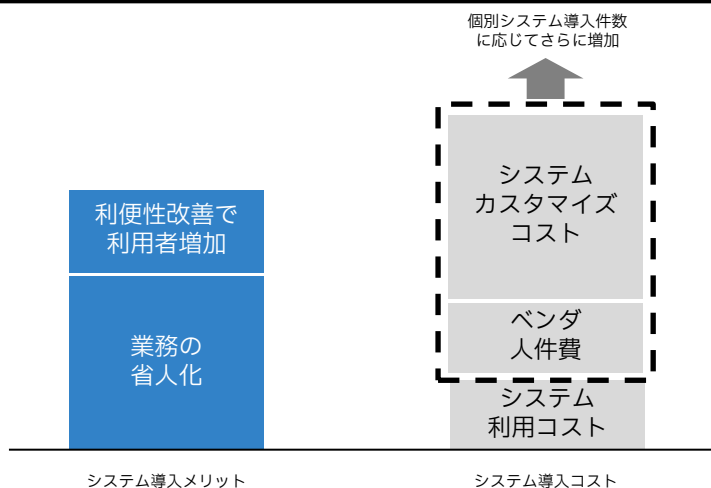 個別システム導入件数
に応じてさらに増加
システム
カスタマイズ
コスト
利便性改善で
利用者増加
ベンダ
人件費
業務の
省人化
システム
利用コスト
システム導入メリット
システム導入コスト